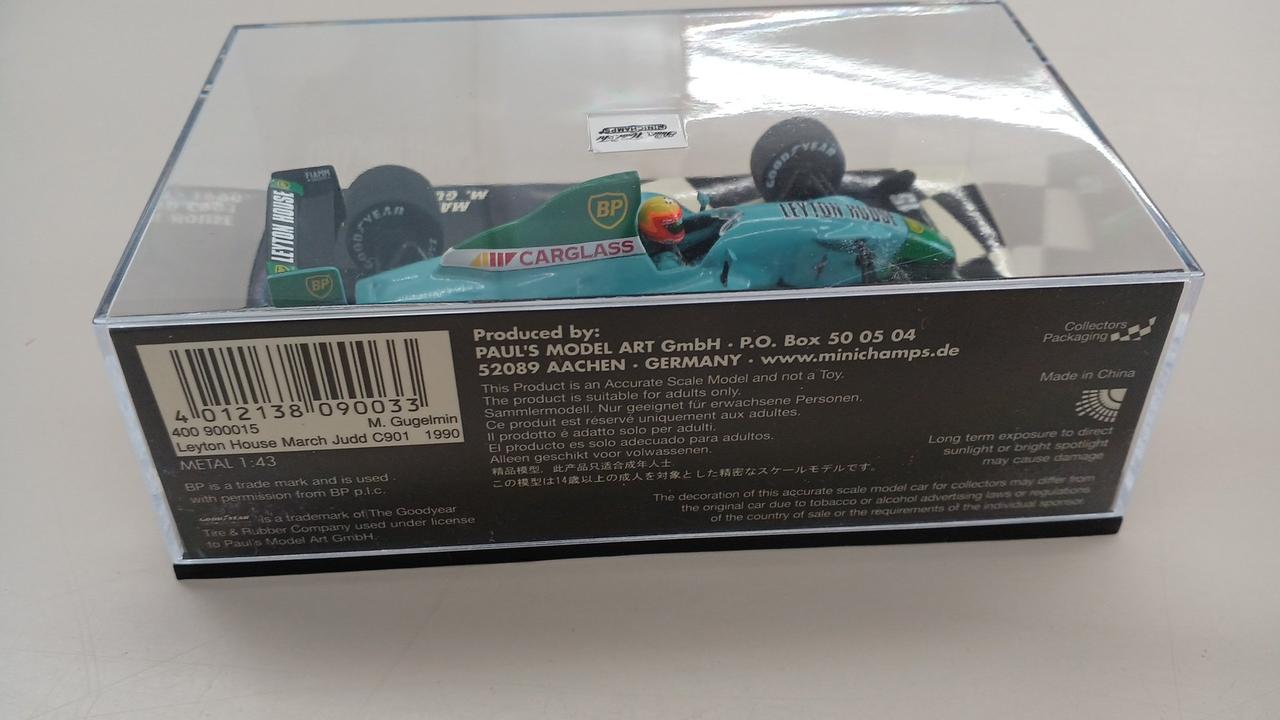 MINICHAMPS
FIAMM
LEYTON HOUSE
GOODYEAR
BP
CARGLASS
BP
GOODYEAR
LEYTON HOUSE
4 012138 090033
400 900015 M. Gugelmin
Leyton House March Judd C901 1990
METAL 1:43
BP is a trade mark and is used
with permission from BP p.l.c.
GOODYEAR is a trademark of The Goodyear
Tire & Rubber Company used under license
to Paul's Model Art GmbH.
Produced by:
PAUL'S MODEL ART GmbH · P.O. Box 50 05 04
52089 AACHEN · GERMANY · www.minichamps.de
This Product is an Accurate Scale Model and not a Toy.
The product is suitable for adults only.
Sammlermodell. Nur geeignet für erwachsene Personen.
Ce produit est réservé uniquement aux adultes.
Il prodotto è adatto solo per adulti.
El producto es solo adecuado para adultos.
Alleen geschikt voor volwassenen.
精品模型，此产品只适合成年人士
この模型は14歳以上の成人を対象とした精密なスケールモデルです。
Collectors
Packaging
Made in China
Long term exposure to direct
sunlight or bright spotlight
may cause damage
The decoration of this accurate scale model car for collectors may differ from
the original car due to tobacco or alcohol advertising laws or regulations
of the country of sale or the requirements of the individual sponsor